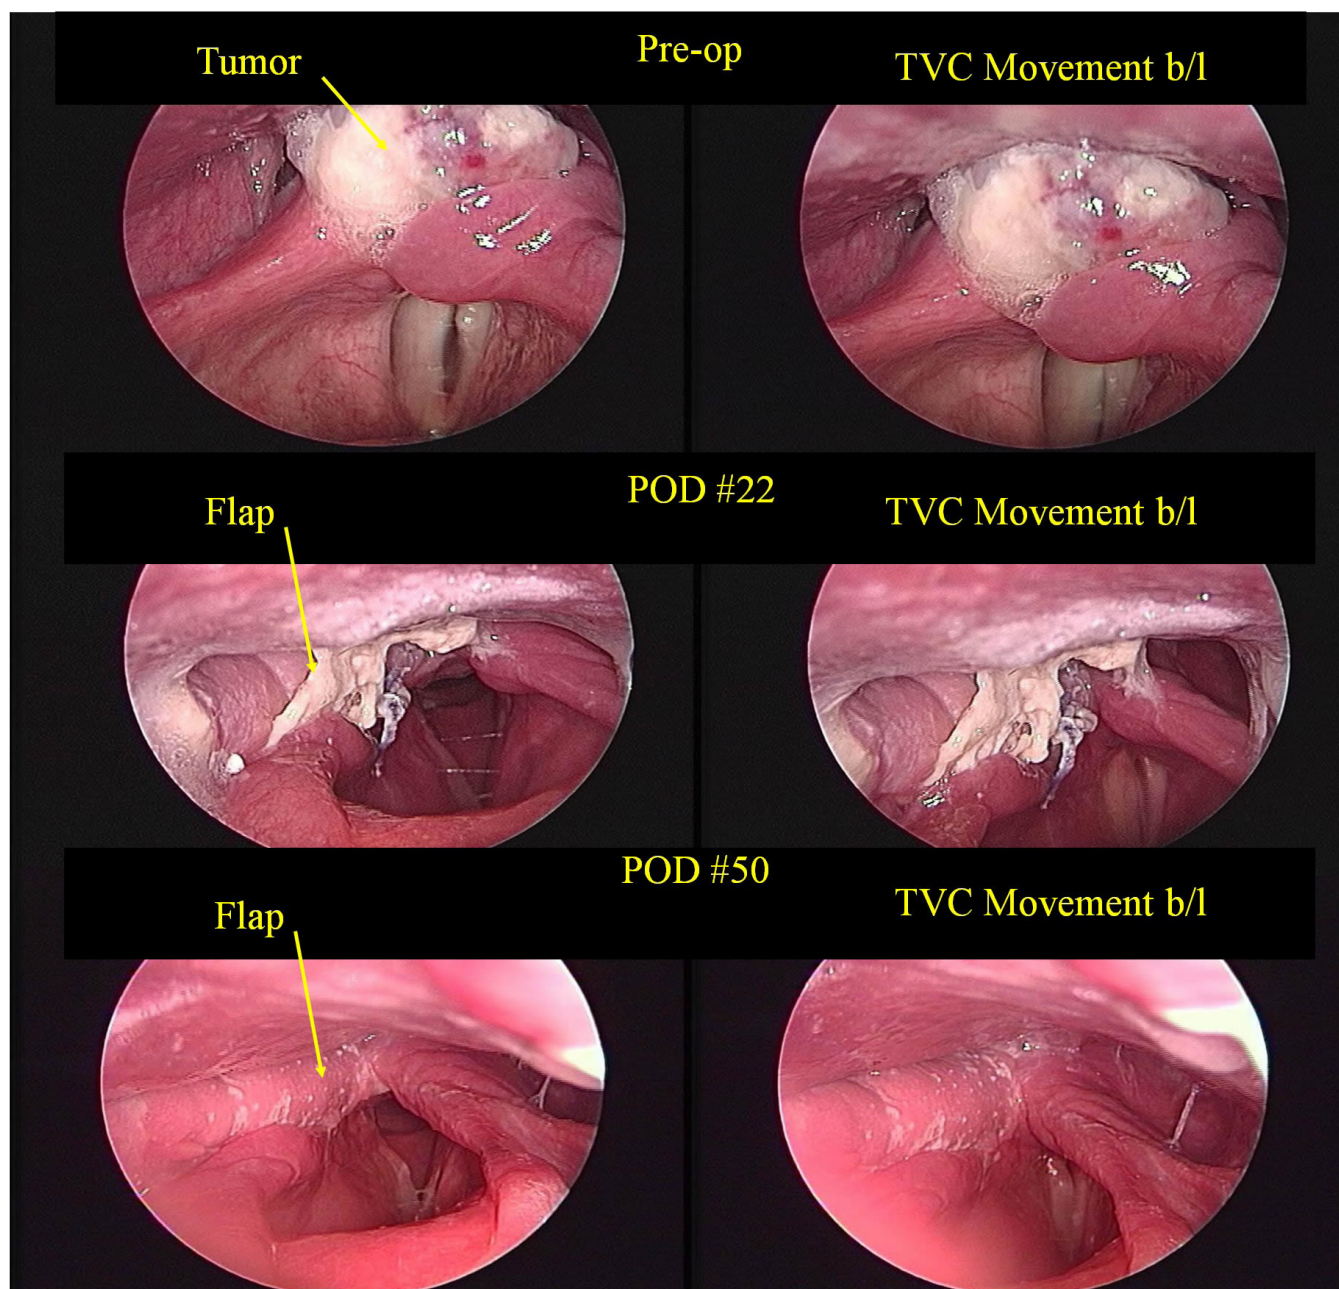 Pre-op
Tumor
TVC Movement b/l
POD #22
Flap
TVC Movement b/l
POD #50
Flap
TVC Movement b/l